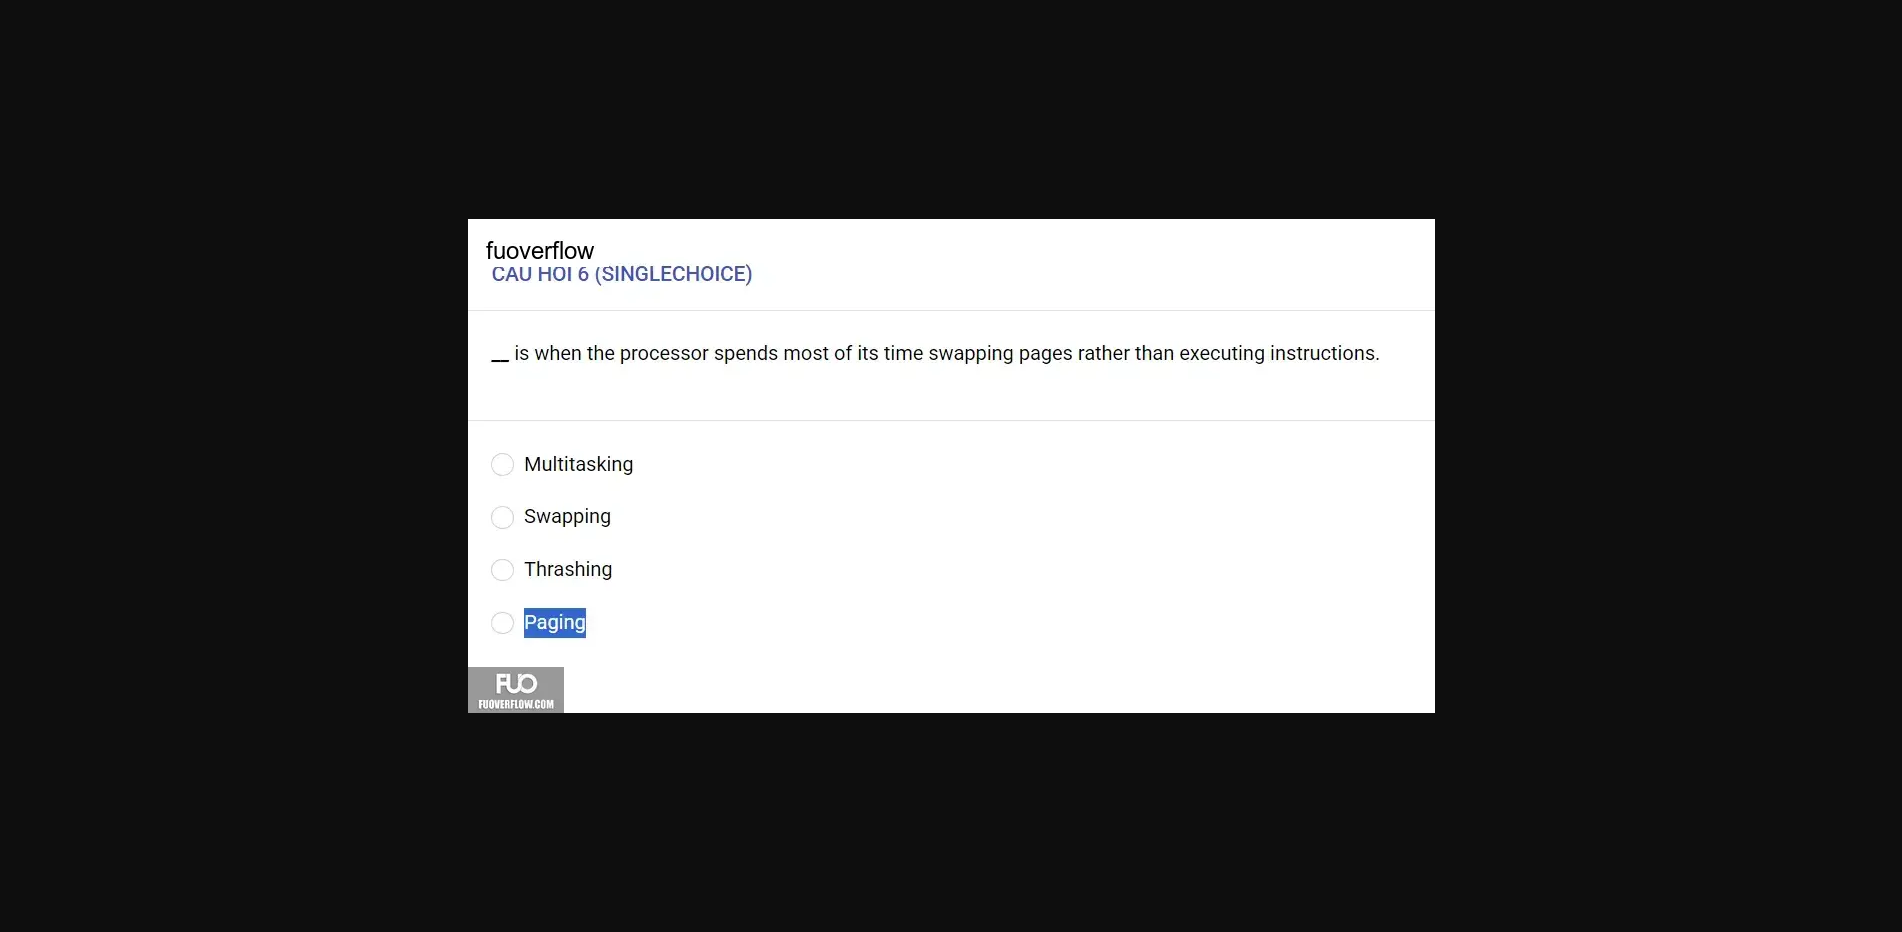 fuoverflow
CAU HOI 6 (SINGLECHOICE)
__ is when the processor spends most of its time swapping pages rather than executing instructions.
Multitasking
Swapping
Thrashing
Paging
FUO
FUOVERFLOW.COM